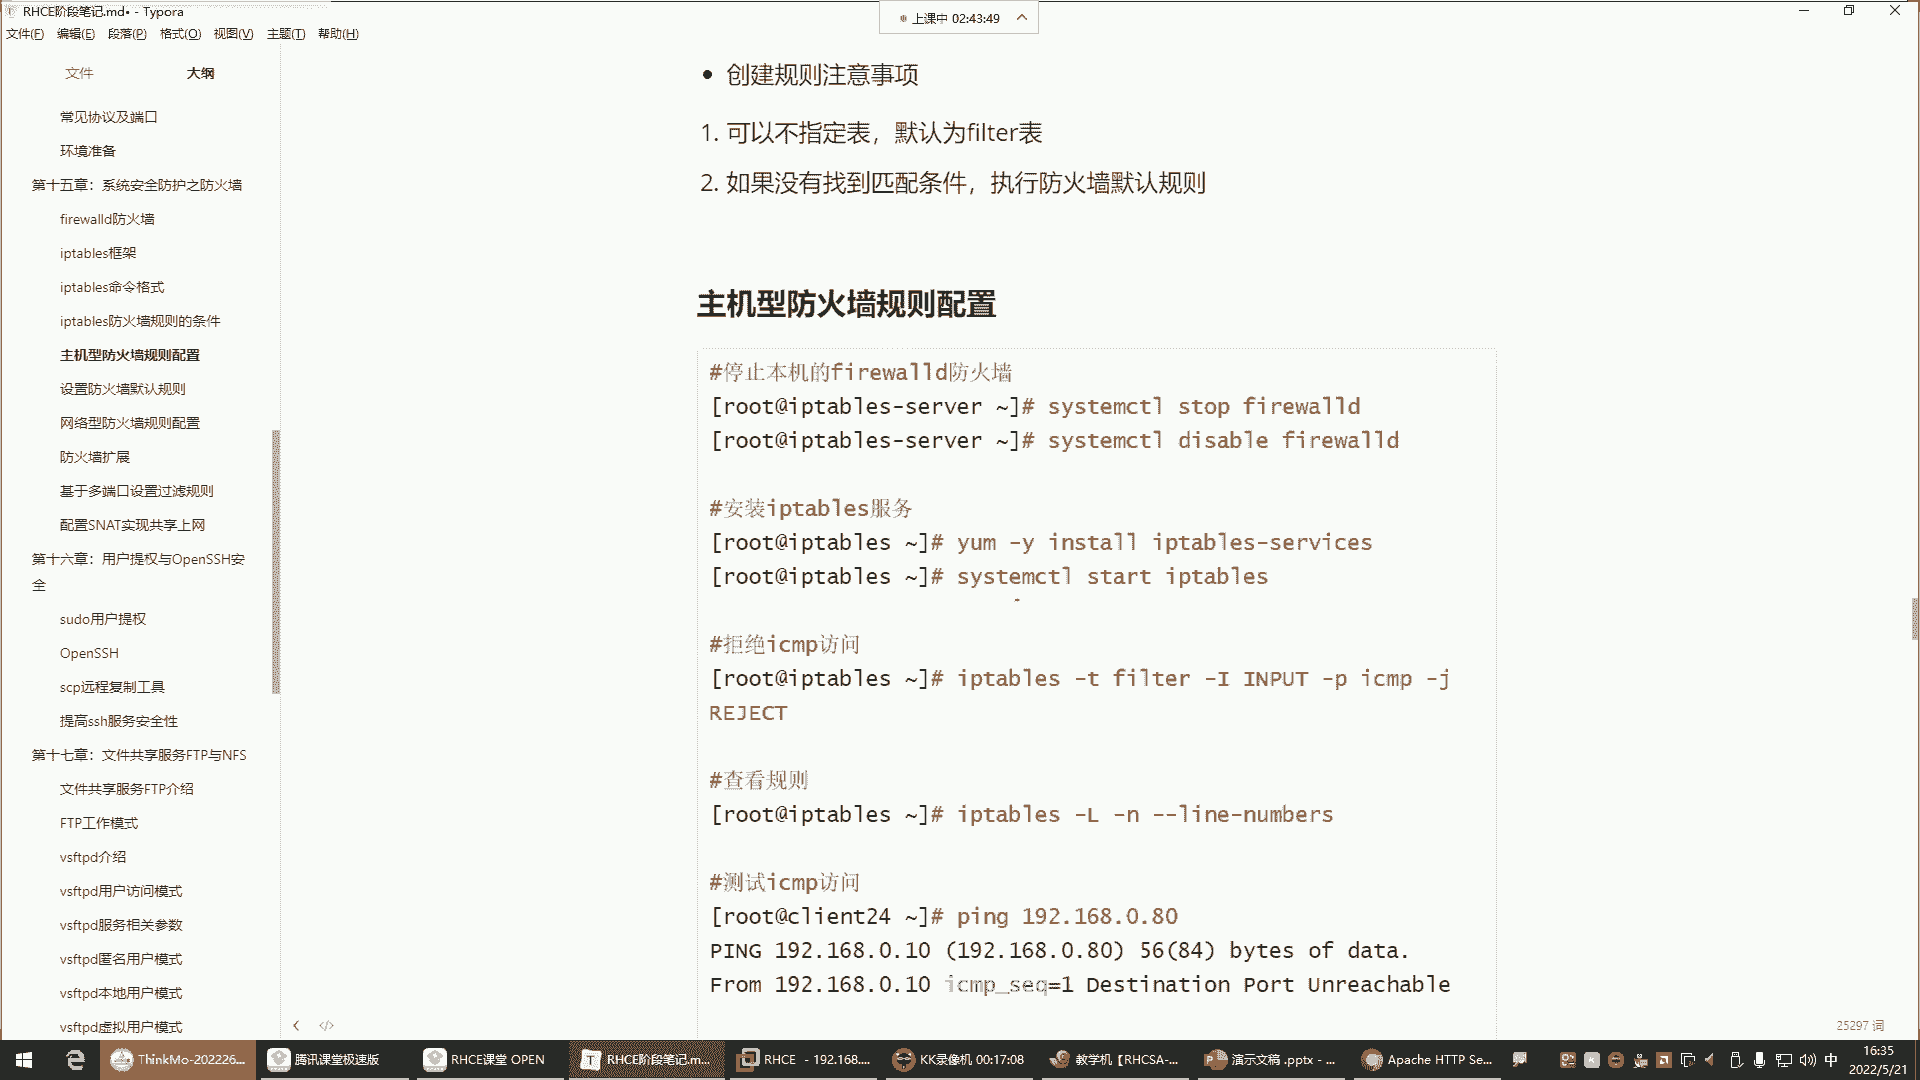 RHCE阶段笔记.md• - Typora
上课中 02:43:49
文件(F) 编辑(E) 段落(P) 格式(O) 视图(V) 主题(T) 帮助(H)
文件 大纲
常见协议及端口
环境准备
第十五章：系统安全防护之防火墙
firewalld防火墙
iptables框架
iptables命令格式
iptables防火墙规则的条件
主机型防火墙规则配置
设置防火墙默认规则
网络型防火墙规则配置
防火墙扩展
基于多端口设置过滤规则
配置SNAT实现共享上网
第十六章：用户提权与OpenSSH安
全
sudo用户提权
OpenSSH
scp远程复制工具
提高ssh服务安全性
第十七章：文件共享服务FTP与NFS
文件共享服务FTP介绍
FTP工作模式
vsftpd介绍
vsftpd用户访问模式
vsftpd服务相关参数
vsftpd匿名用户模式
vsftpd本地用户模式
vsftpd虚拟用户模式
• 创建规则注意事项
1. 可以不指定表，默认为filter表
2. 如果没有找到匹配条件，执行防火墙默认规则
主机型防火墙规则配置
#停止本机的firewalld防火墙
[root@iptables-server ~]# systemctl stop firewalld
[root@iptables-server ~]# systemctl disable firewalld
#安装iptables服务
[root@iptables ~]# yum -y install iptables-services
[root@iptables ~]# systemctl start iptables
#拒绝icmp访问
[root@iptables ~]# iptables -t filter -I INPUT -p icmp -j
REJECT
#查看规则
[root@iptables ~]# iptables -L -n --line-numbers
#测试icmp访问
[root@client24 ~]# ping 192.168.0.80
PING 192.168.0.10 (192.168.0.80) 56(84) bytes of data.
From 192.168.0.10 icmp_seq=1 Destination Port Unreachable
25297 词
ThinkMo-202226... 腾讯课堂极速版 RHCE课堂 OPEN RHCE阶段笔记.m... RHCE - 192.168.... KK录像机 00:17:08 教学机【RHCSA-... 演示文稿 .pptx - ... Apache HTTP Se... 中 16:35
2022/5/21